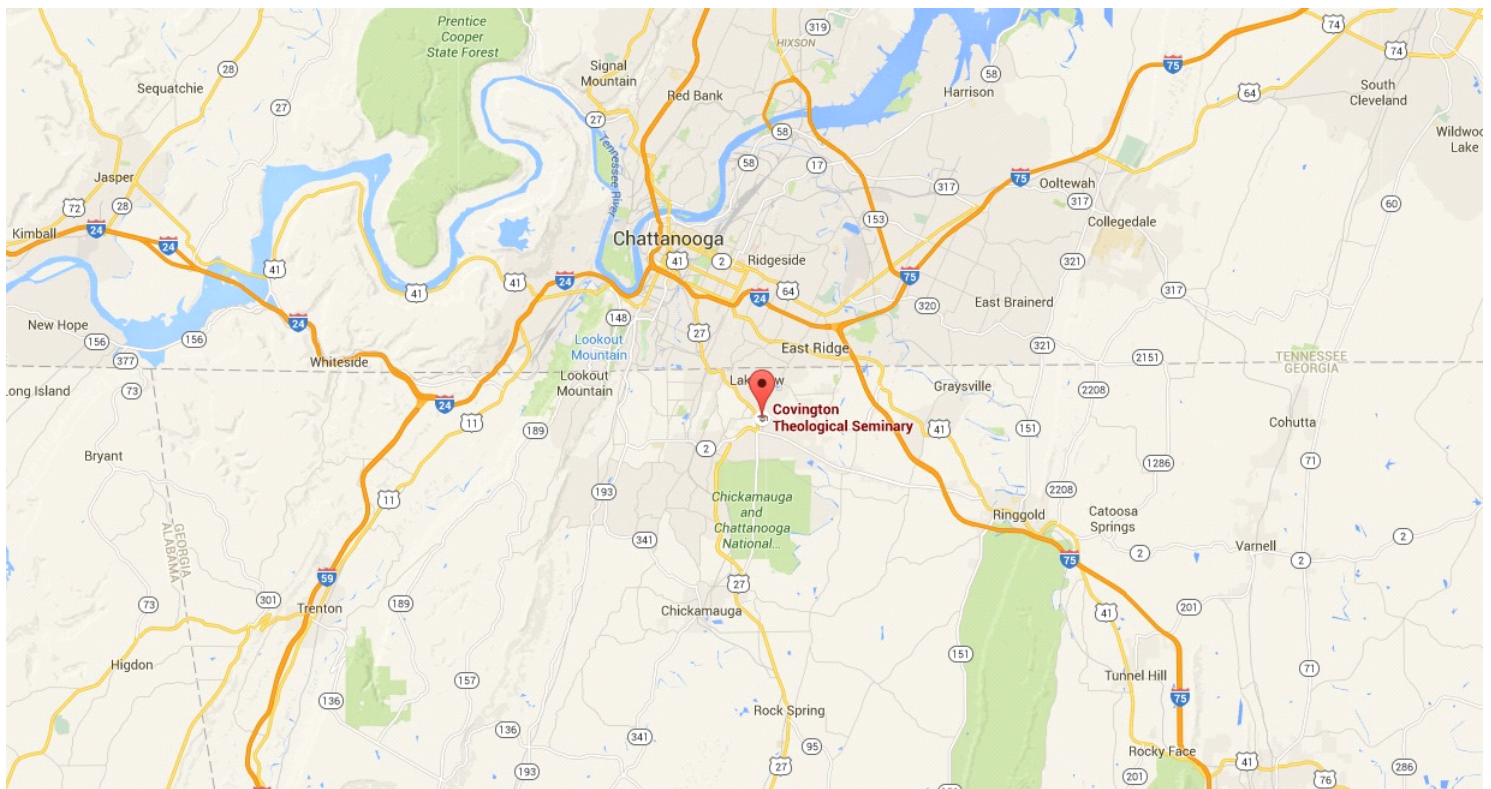 Prentice
Cooper
State Forest
319
HIXSON
74
74
28
Signal
Mountain
75
58
Sequatchie
27
Red Bank
Harrison
64
South
Cleveland
27
58
Wildwoo
Lake
Tennessee River
58
17
Jasper
75
Ooltewah
317
317
72
28
60
Kimball
24
153
Collegedale
24
Chattanooga
41
41
2
Ridgeside
321
75
41
41
24
64
317
24
East Brainerd
320
24
148
New Hope
156
156
27
Lookout
Mountain
East Ridge
321
377
Whiteside
2151
TENNESSEE
GEORGIA
Long Island
73
Lookout
Mountain
Graysville
2208
24
Covington
Theological Seminary
11
189
41
151
Cohutta
2
Bryant
71
1286
193
2208
11
Chickamauga
and
Chattanooga
National...
Ringgold
Catoosa
Springs
GEORGIA
ALABAMA
341
2
Varnell
2
2
75
59
27
73
301
189
Trenton
Chickamauga
201
41
Higdon
151
71
157
Tunnel Hill
136
75
Rock Spring
136
341
95
Rocky Face
193
27
201
41
286
76